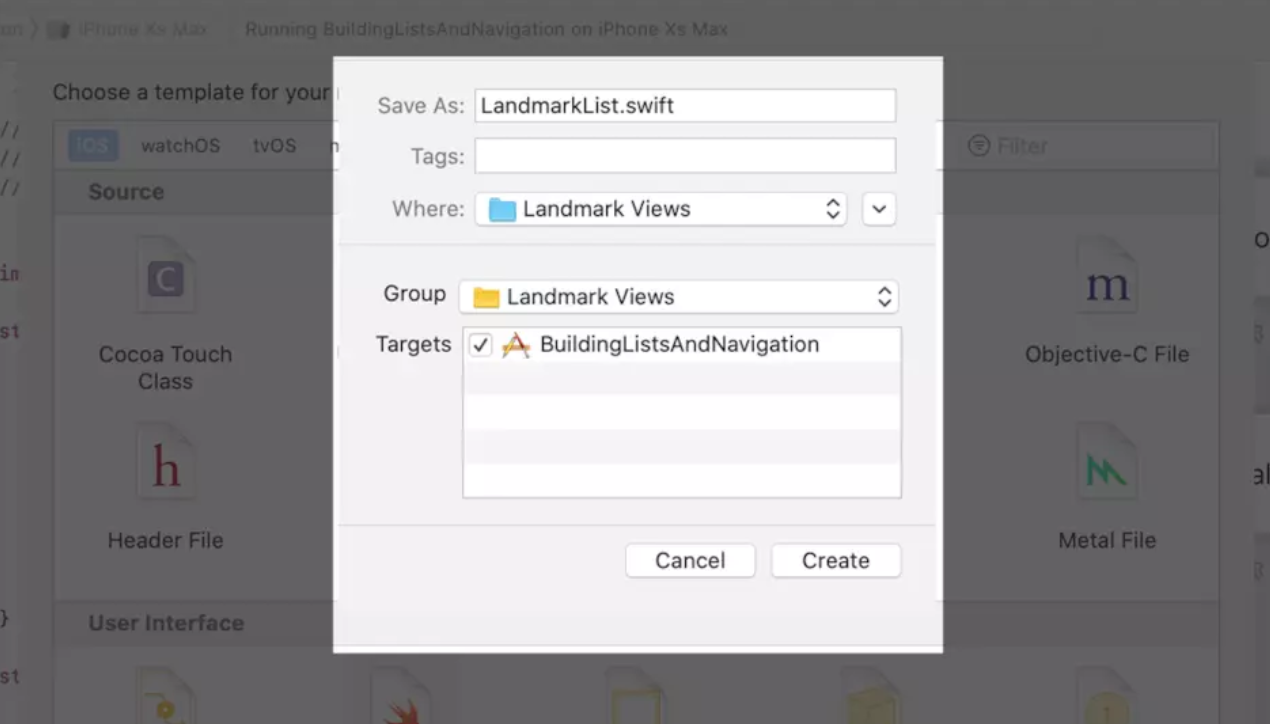 iPhone Xs Max
Running BuildingListsAndNavigation on iPhone Xs Max
Choose a template for your
iOS watchOS tvOS
Filter
Source
Save As: LandmarkList.swift
Tags:
Where: Landmark Views
Group Landmark Views
Targets BuildingListsAndNavigation
Cancel Create
C
Cocoa Touch
Class
m
Objective-C File
h
Header File
Metal File
User Interface
//
//
//
}